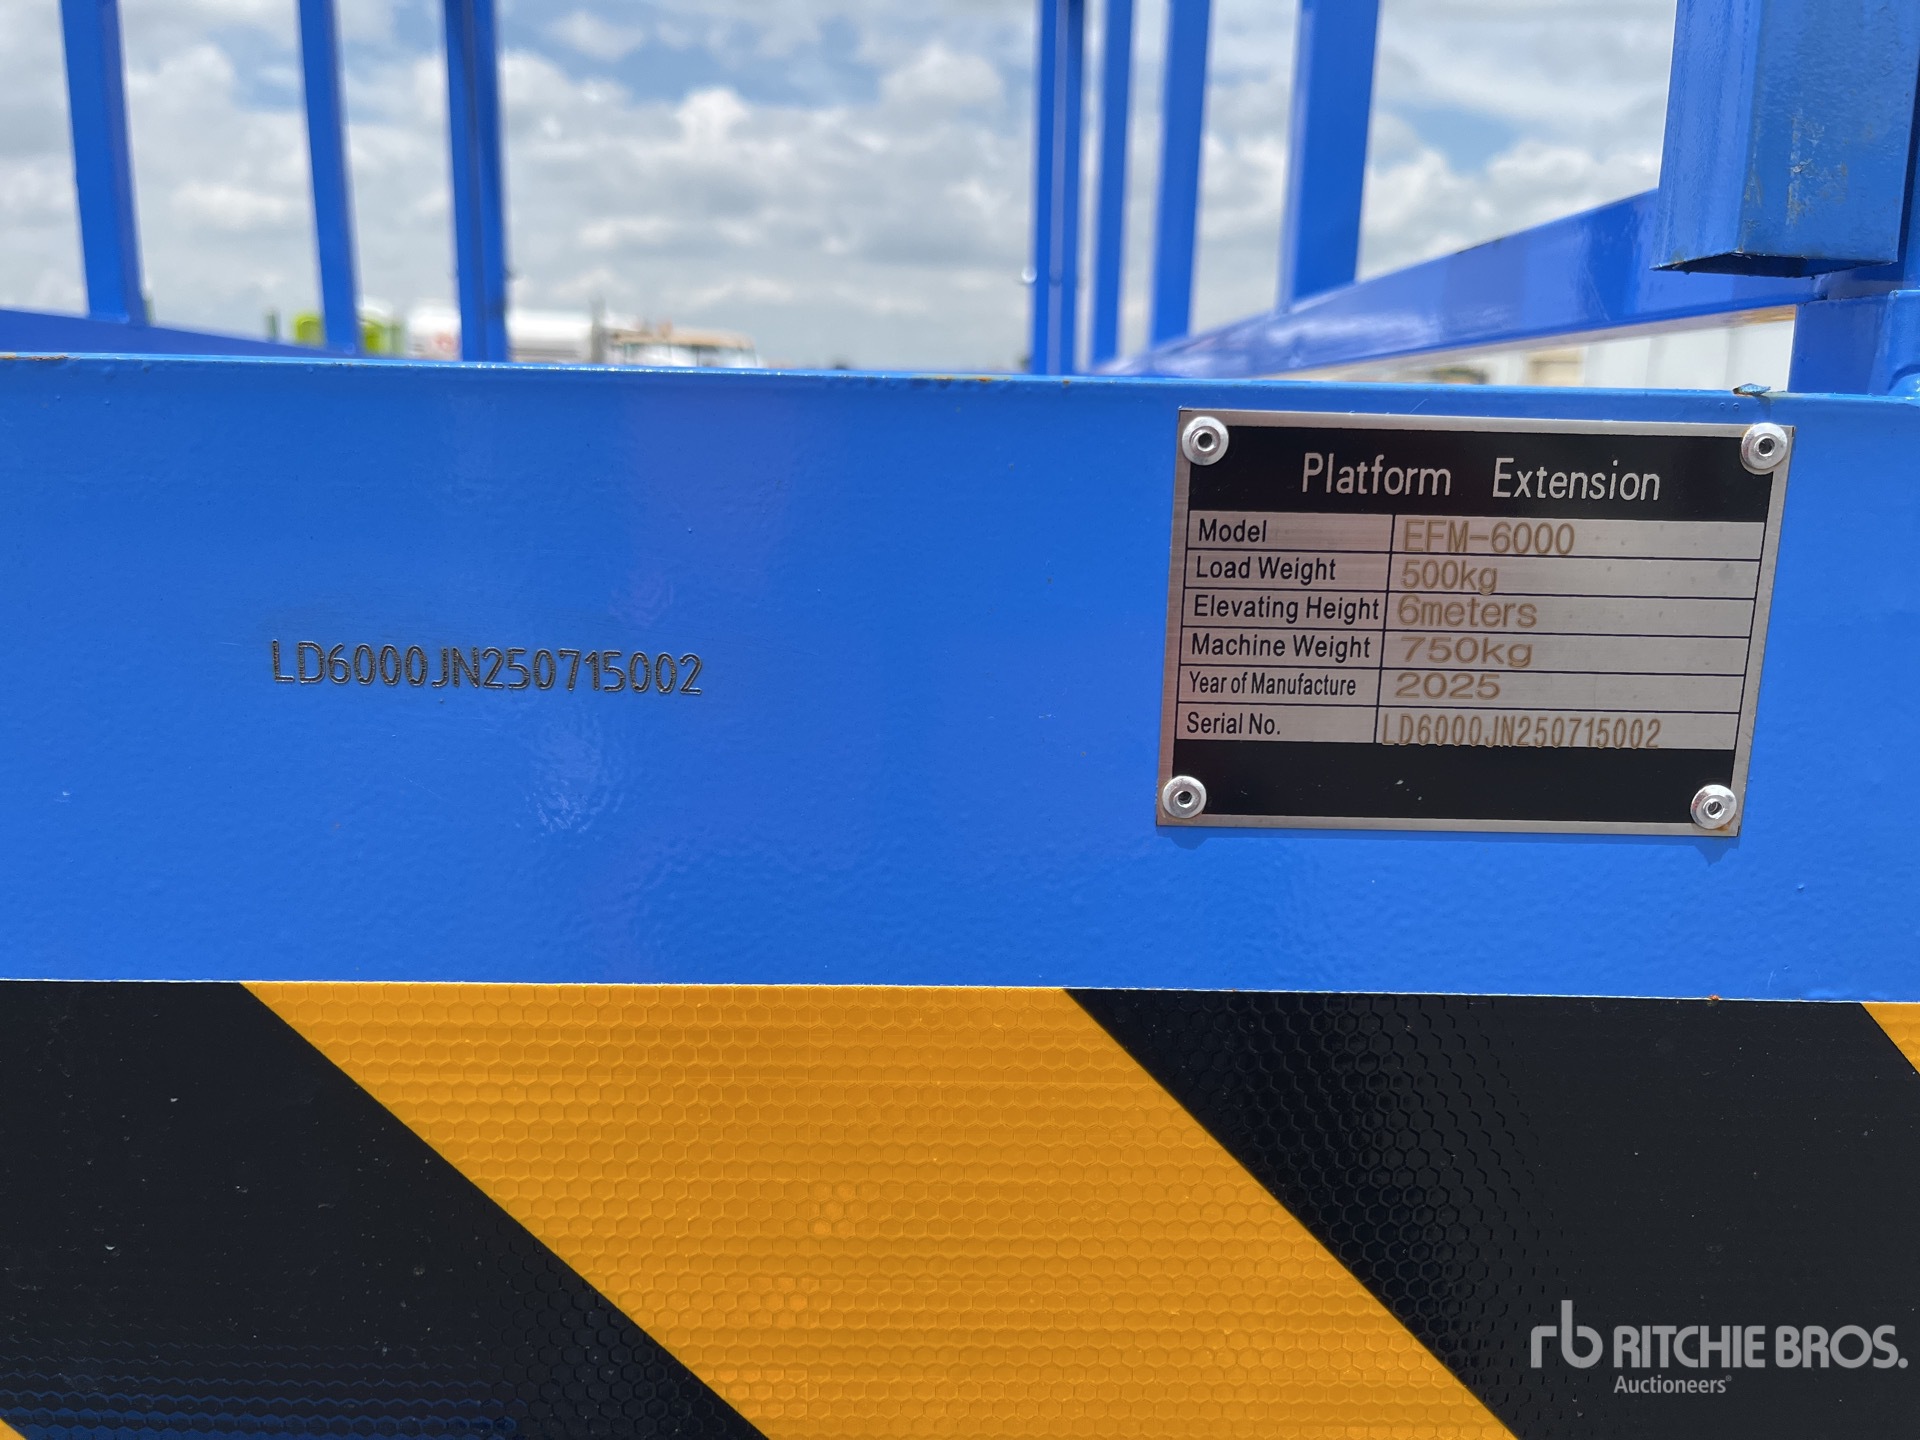 Platform Extension
Model EFM-6000
Load Weight 500kg
Elevating Height 6meters
Machine Weight 750kg
Year of Manufacture 2025
Serial No. LD6000JN250715002
LD6000JN250715002
rb RITCHIE BROS.
Auctioneers®